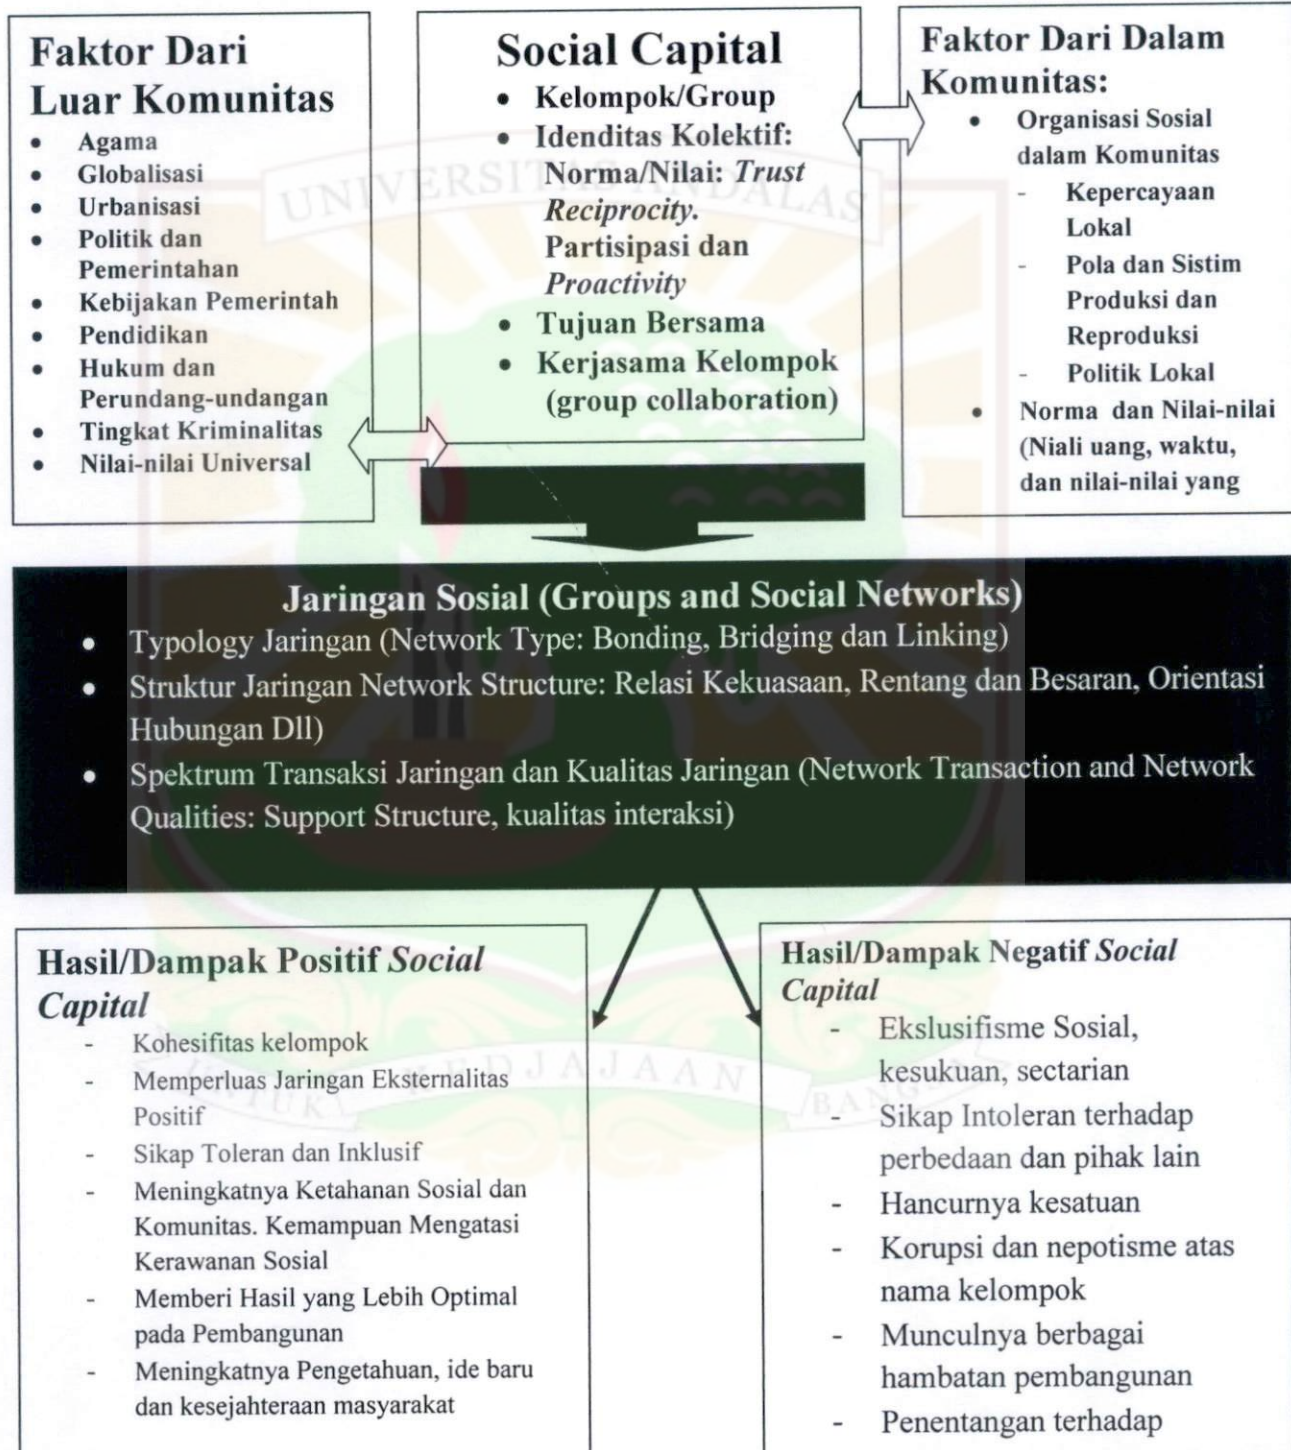 Faktor Dari
Luar Komunitas
• Agama
• Globalisasi
• Urbanisasi
• Politik dan
Pemerintahan
• Kebijakan Pemerintah
• Pendidikan
• Hukum dan
Perundang-undangan
• Tingkat Kriminalitas
• Nilai-nilai Universal
Social Capital
• Kelompok/Group
• Idenditas Kolektif:
Norma/Nilai: Trust
Reciprocity.
Partisipasi dan
Proactivity
• Tujuan Bersama
• Kerjasama Kelompok
(group collaboration)
Faktor Dari Dalam
Komunitas:
• Organisasi Sosial
dalam Komunitas
- Kepercayaan
Lokal
- Pola dan Sistim
Produksi dan
Reproduksi
- Politik Lokal
• Norma dan Nilai-nilai
(Niali uang, waktu,
dan nilai-nilai yang
UNIVERSITAS ANDALAS
Jaringan Sosial (Groups and Social Networks)
• Typology Jaringan (Network Type: Bonding, Bridging dan Linking)
• Struktur Jaringan Network Structure: Relasi Kekuasaan, Rentang dan Besaran, Orientasi
Hubungan Dll)
• Spektrum Transaksi Jaringan dan Kualitas Jaringan (Network Transaction and Network
Qualities: Support Structure, kualitas interaksi)
Hasil/Dampak Positif Social
Capital
- Kohesifitas kelompok
- Memperluas Jaringan Eksternalitas
Positif
- Sikap Toleran dan Inklusif
- Meningkatnya Ketahanan Sosial dan
Komunitas. Kemampuan Mengatasi
Kerawanan Sosial
- Memberi Hasil yang Lebih Optimal
pada Pembangunan
- Meningkatnya Pengetahuan, ide baru
dan kesejahteraan masyarakat
Hasil/Dampak Negatif Social
Capital
- Ekslusifisme Sosial,
kesukuan, sectarian
- Sikap Intoleran terhadap
perbedaan dan pihak lain
- Hancurnya kesatuan
- Korupsi dan nepotisme atas
nama kelompok
- Munculnya berbagai
hambatan pembangunan
- Penentangan terhadap
UNTUK KEDJAJAAN BANGSA